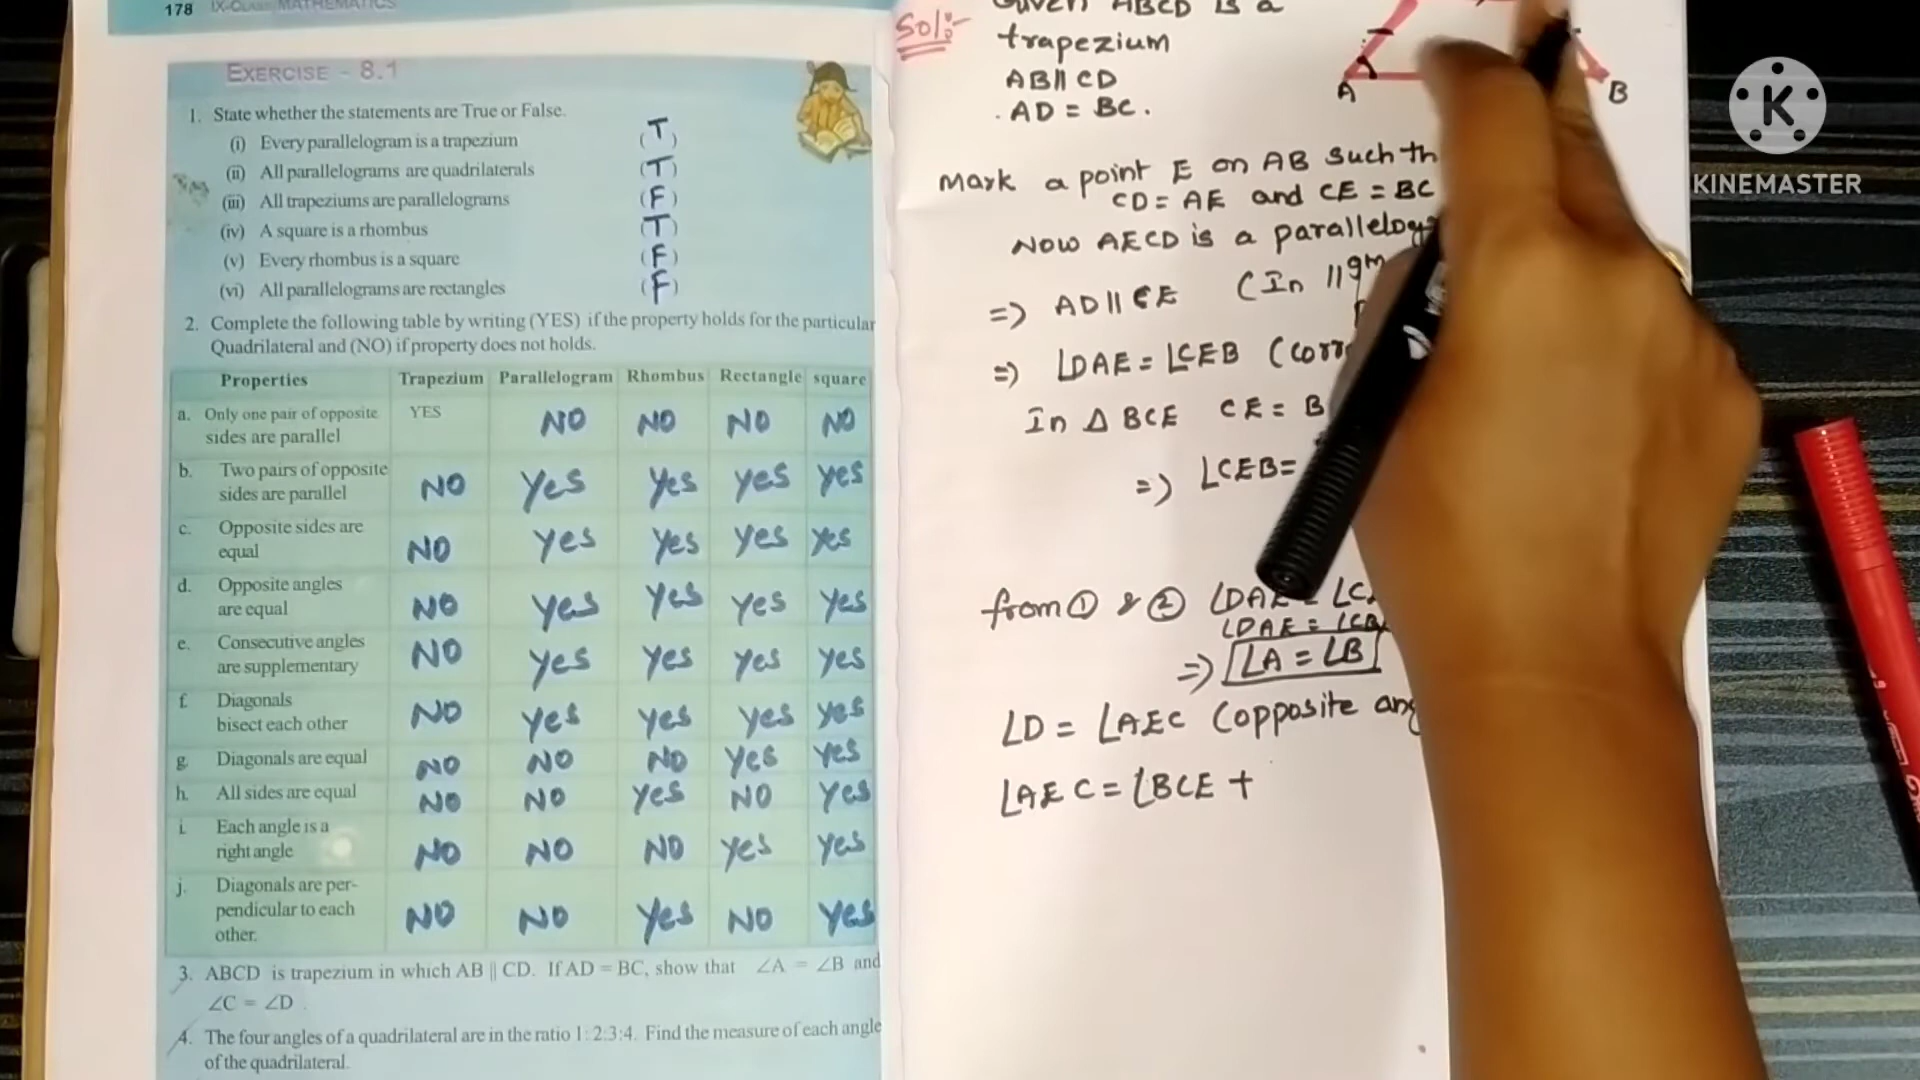 178 IX-Class MATHEMATICS
EXERCISE - 8.1
1. State whether the statements are True or False.
(i) Every parallelogram is a trapezium (T)
(ii) All parallelograms are quadrilaterals (T)
(iii) All trapeziums are parallelograms (F)
(iv) A square is a rhombus (T)
(v) Every rhombus is a square (F)
(vi) All parallelograms are rectangles (F)
2. Complete the following table by writing (YES) if the property holds for the particular
Quadrilateral and (NO) if property does not holds.
Properties Trapezium Parallelogram Rhombus Rectangle square
a. Only one pair of opposite YES NO NO NO NO
sides are parallel
b. Two pairs of opposite NO Yes Yes Yes Yes
sides are parallel
c. Opposite sides are NO Yes Yes Yes Yes
equal
d. Opposite angles NO Yes Yes Yes Yes
are equal
e. Consecutive angles NO Yes Yes Yes Yes
are supplementary
f. Diagonals NO Yes Yes Yes Yes
bisect each other
g. Diagonals are equal NO NO NO Yes Yes
h. All sides are equal NO NO Yes NO Yes
i. Each angle is a NO NO NO Yes Yes
right angle
j. Diagonals are per- NO NO Yes NO Yes
pendicular to each
other.
3. ABCD is trapezium in which AB || CD. If AD = BC, show that ∠A = ∠B and
∠C = ∠D .
4. The four angles of a quadrilateral are in the ratio 1:2:3:4. Find the measure of each angle
of the quadrilateral.
Sol:- Given ABCD is a
trapezium
AB || CD
AD = BC.
A B
Mark a point E on AB such th
CD = AE and CE = BC
Now AECD is a parallelog
=> AD || CE (In ||gm
=> ∠DAE = ∠CEB (corr
In Δ BCE CE = B
=> ∠CEB =
from ① & ② ∠DAE = ∠C
∠DAE = ∠CB
=> ∠A = ∠B
∠D = ∠AEC (opposite ang
∠AEC = ∠BCE +
K
KINEMASTER